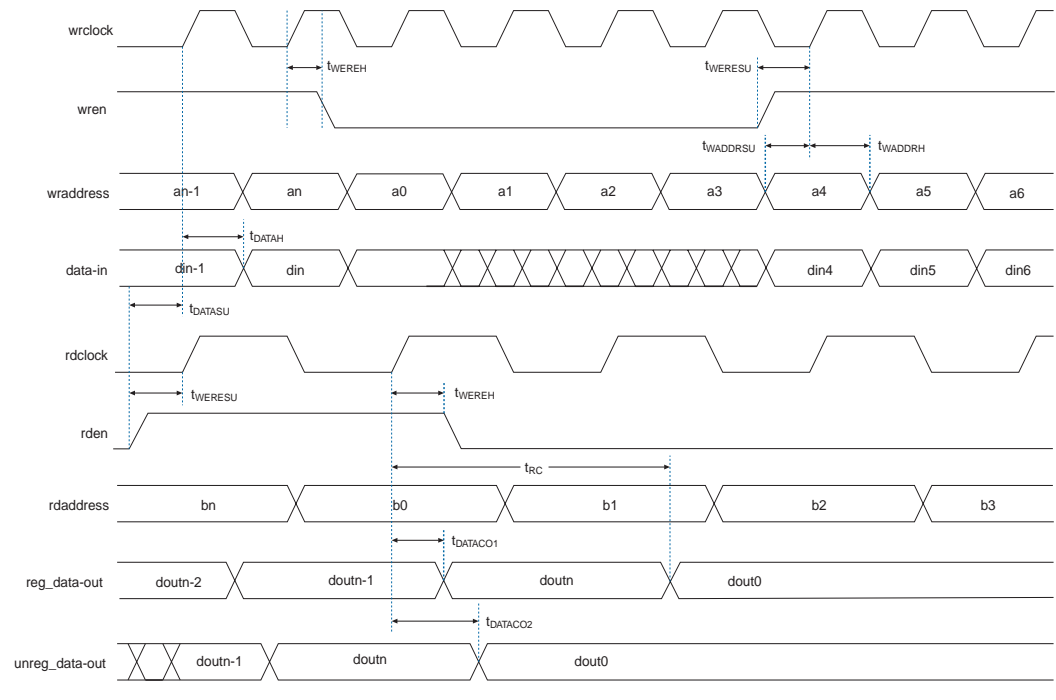 wrclock
tWEREH
tWERESU
wren
tWADDRSU
tWADDRH
wraddress an-1 an a0 a1 a2 a3 a4 a5 a6
tDATAH
data-in din-1 din din4 din5 din6
tDATASU
rdclock
tWERESU
tWEREH
rden
tRC
rdaddress bn b0 b1 b2 b3
tDATACO1
reg_data-out doutn-2 doutn-1 doutn dout0
tDATACO2
unreg_data-out doutn-1 doutn dout0